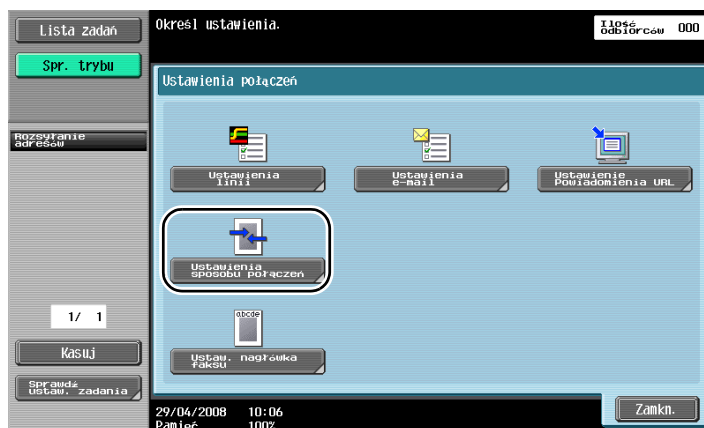 Lista zadań
Określ ustawienia.
Ilość
odbiorców 000
Spr. trybu
Ustawienia połączeń
Rozsyłanie
adresów
Ustawienia
linii
Ustawienia
e-mail
Ustawienie
Powiadomienia URL
Ustawienia
sposobu połączeń
abcde
Ustaw. nagłówka
faksu
1/ 1
Kasuj
Sprawdź
ustaw. zadania
29/04/2008 10:06
Pamięć 100%
Zamkn.